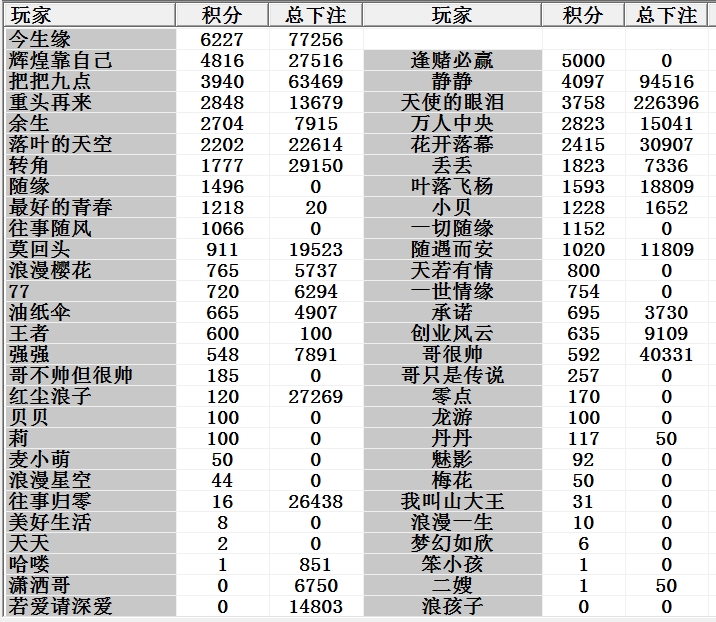 玩家 积分 总下注 玩家 积分 总下注
今生缘 6227 77256
辉煌靠自己 4816 27516 逢赌必赢 5000 0
把把九点 3940 63469 静静 4097 94516
重头再来 2848 13679 天使的眼泪 3758 226396
余生 2704 7915 万人中央 2823 15041
落叶的天空 2202 22614 花开落幕 2415 30907
转角 1777 29150 丢丢 1823 7336
随缘 1496 0 叶落飞杨 1593 18809
最好的青春 1218 20 小贝 1228 1652
往事随风 1066 0 一切随缘 1152 0
莫回头 911 19523 随遇而安 1020 11809
浪漫樱花 765 5737 天若有情 800 0
77 720 6294 一世情缘 754 0
油纸伞 665 4907 承诺 695 3730
王者 600 100 创业风云 635 9109
强强 548 7891 哥很帅 592 40331
哥不帅但很帅 185 0 哥只是传说 257 0
红尘浪子 120 27269 零点 170 0
贝贝 100 0 龙游 100 0
莉 100 0 丹丹 117 50
麦小萌 50 0 魅影 92 0
浪漫星空 44 0 梅花 50 0
往事归零 16 26438 我叫山大王 31 0
美好生活 8 0 浪漫一生 10 0
天天 2 0 梦幻如欣 6 0
哈喽 1 851 笨小孩 1 0
潇洒哥 0 6750 二嫂 1 50
若爱请深爱 0 14803 浪孩子 0 0